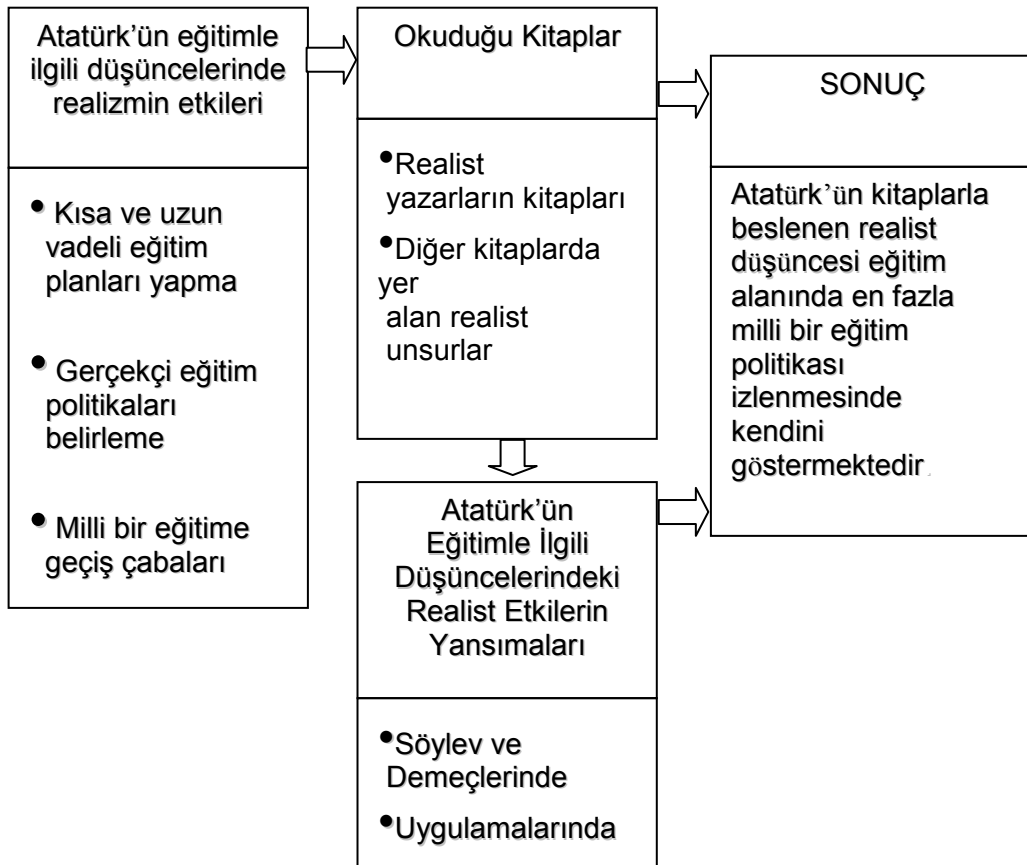 Atatürk’ün eğitimle
ilgili düşüncelerinde
realizmin etkileri
• Kısa ve uzun
vadeli eğitim
planları yapma
• Gerçekçi eğitim
politikaları
belirleme
• Milli bir eğitime
geçiş çabaları
Okuduğu Kitaplar
•Realist
yazarların kitapları
•Diğer kitaplarda
yer
alan realist
unsurlar
Atatürk’ün
Eğitimle İlgili
Düşüncelerindeki
Realist Etkilerin
Yansımaları
•Söylev ve
Demeçlerinde
•Uygulamalarında
SONUÇ
Atatürk’ün kitaplarla
beslenen realist
düşüncesi eğitim
alanında en fazla
milli bir eğitim
politikası
izlenmesinde
kendini
göstermektedir.